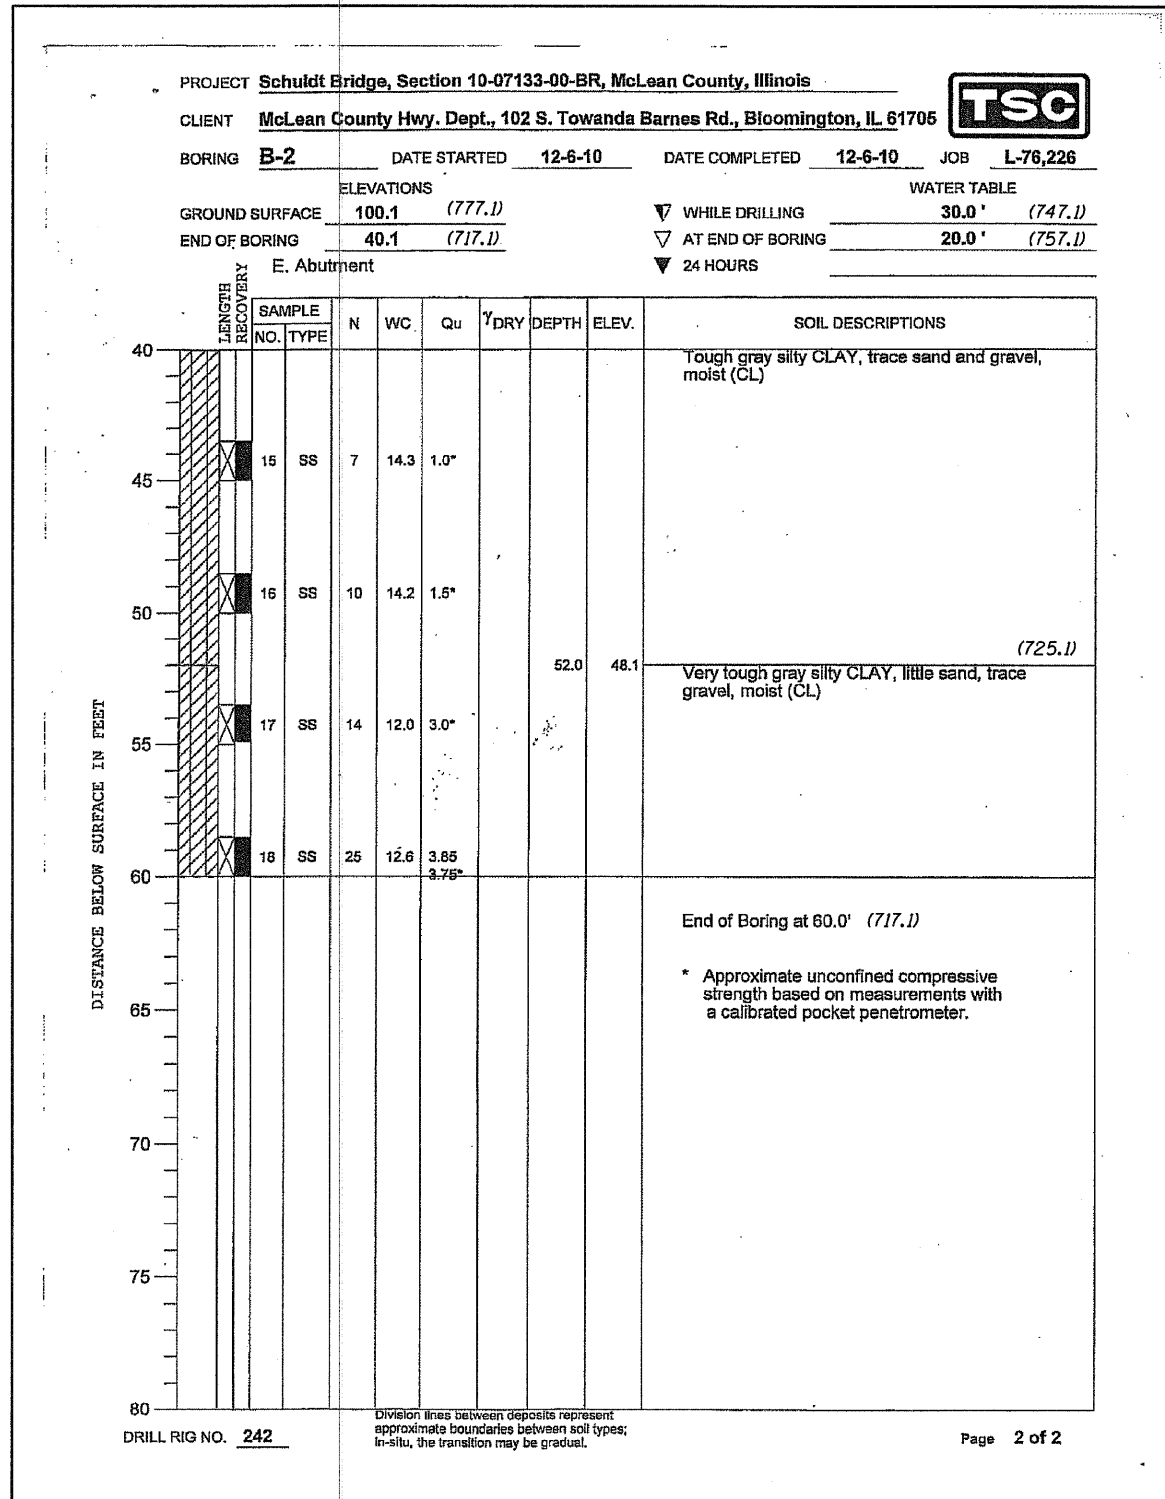 PROJECT Schuldt Bridge, Section 10-07133-00-BR, McLean County, Illinois
TSC
CLIENT McLean County Hwy. Dept., 102 S. Towanda Barnes Rd., Bloomington, IL 61705
BORING B-2 DATE STARTED 12-6-10 DATE COMPLETED 12-6-10 JOB L-76,226
ELEVATIONS WATER TABLE
GROUND SURFACE 100.1 (777.1) WHILE DRILLING 30.0 ' (747.1)
END OF BORING 40.1 (717.1) AT END OF BORING 20.0 ' (757.1)
E. Abutment 24 HOURS
LENGTH
RECOVERY
SAMPLE
NO. TYPE N WC Qu γDRY DEPTH ELEV. SOIL DESCRIPTIONS
40 Tough gray silty CLAY, trace sand and gravel,
moist (CL)
15 SS 7 14.3 1.0*
45
16 SS 10 14.2 1.5*
50
(725.1)
52.0 48.1
Very tough gray silty CLAY, little sand, trace
gravel, moist (CL)
17 SS 14 12.0 3.0*
55
18 SS 25 12.6 3.85
3.75*
60
End of Boring at 60.0' (717.1)
* Approximate unconfined compressive
strength based on measurements with
a calibrated pocket penetrometer.
65
70
75
80
DISTANCE BELOW SURFACE IN FEET
Division lines between deposits represent
approximate boundaries between soil types;
in-situ, the transition may be gradual.
DRILL RIG NO. 242 Page 2 of 2